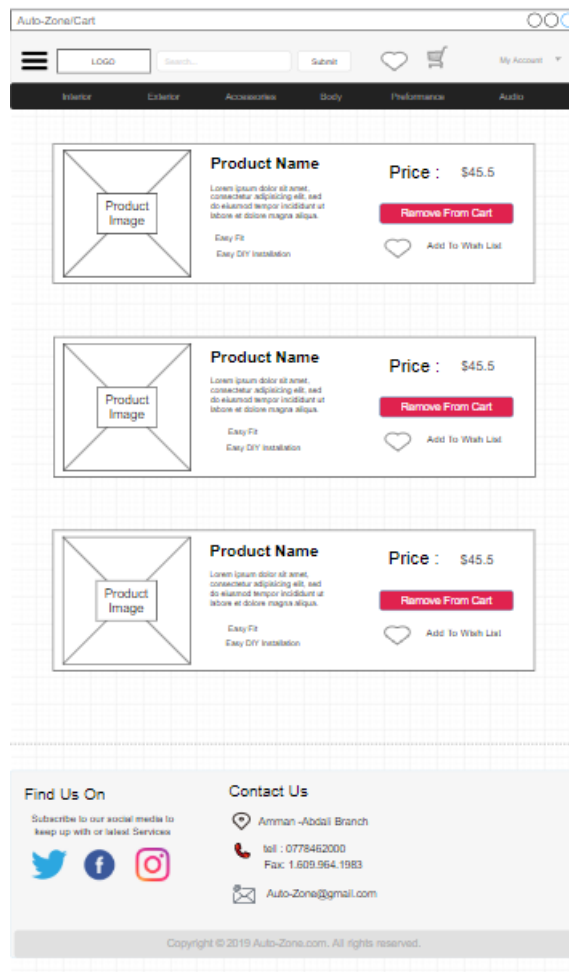 Auto-Zone/Cart
LOGO
Search..
Submit
My Account
Interior Exterior Accessories Body Preformance Audio
Product Image
Product Name
Lorem ipsum dolor sit amet,
consectetur adipisicing elit, sed
do eiusmod tempor incididunt ut
labore et dolore magna aliqua.
Easy Fit
Easy DIY Installation
Price : $45.5
Remove From Cart
Add To Wish List
Product Image
Product Name
Lorem ipsum dolor sit amet,
consectetur adipisicing elit, sed
do eiusmod tempor incididunt ut
labore et dolore magna aliqua.
Easy Fit
Easy DIY Installation
Price : $45.5
Remove From Cart
Add To Wish List
Product Image
Product Name
Lorem ipsum dolor sit amet,
consectetur adipisicing elit, sed
do eiusmod tempor incididunt ut
labore et dolore magna aliqua.
Easy Fit
Easy DIY Installation
Price : $45.5
Remove From Cart
Add To Wish List
Find Us On
Subscribe to our social media to
keep up with or latest Services
Contact Us
Amman -Abdali Branch
tell : 0778462000
Fax: 1.609.964.1983
Auto-Zone@gmail.com
Copyright © 2019 Auto-Zone.com. All rights reserved.